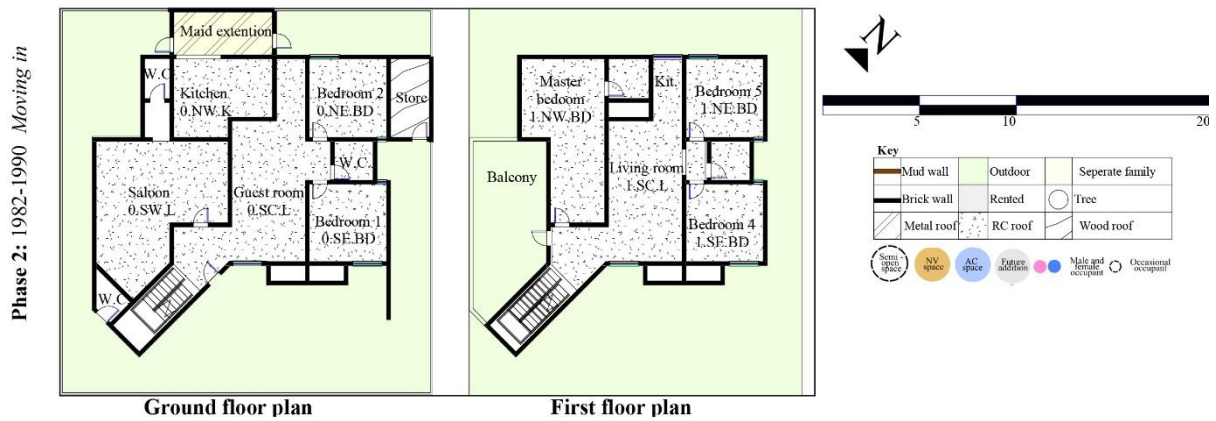 Phase 2: 1982-1990 Moving in
Maid extention
W.C
Kitchen
0.NW.K
Bedroom 2
0.NE.BD
Store
W.C
Saloon
0.SW.L
Guest room
0.SC.L
Bedroom 1
0.SE.BD
W.C
Ground floor plan
Master
bedoom
1.NW.BD
Kit.
Bedroom 5
1.NE.BD
Balcony
Living room
1.SC.L
Bedroom 4
1.SE.BD
First floor plan
N
5 10 20
Key
Mud wall Outdoor Seperate family
Brick wall Rented Tree
Metal roof RC roof Wood roof
Semi
open
space
NV
space
AC
space
Future
addition
Male and
female
occupant
Occasional
occupant